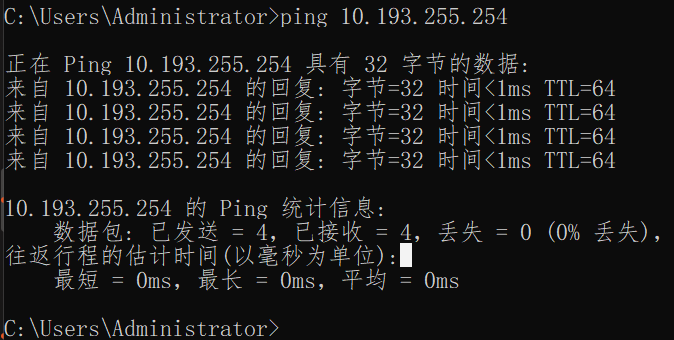 C:\Users\Administrator>ping 10.193.255.254
正在 Ping 10.193.255.254 具有 32 字节的数据:
来自 10.193.255.254 的回复: 字节=32 时间<1ms TTL=64
来自 10.193.255.254 的回复: 字节=32 时间<1ms TTL=64
来自 10.193.255.254 的回复: 字节=32 时间<1ms TTL=64
来自 10.193.255.254 的回复: 字节=32 时间<1ms TTL=64
10.193.255.254 的 Ping 统计信息:
数据包: 已发送 = 4，已接收 = 4，丢失 = 0 (0% 丢失)，
往返行程的估计时间(以毫秒为单位):
最短 = 0ms，最长 = 0ms，平均 = 0ms
C:\Users\Administrator>